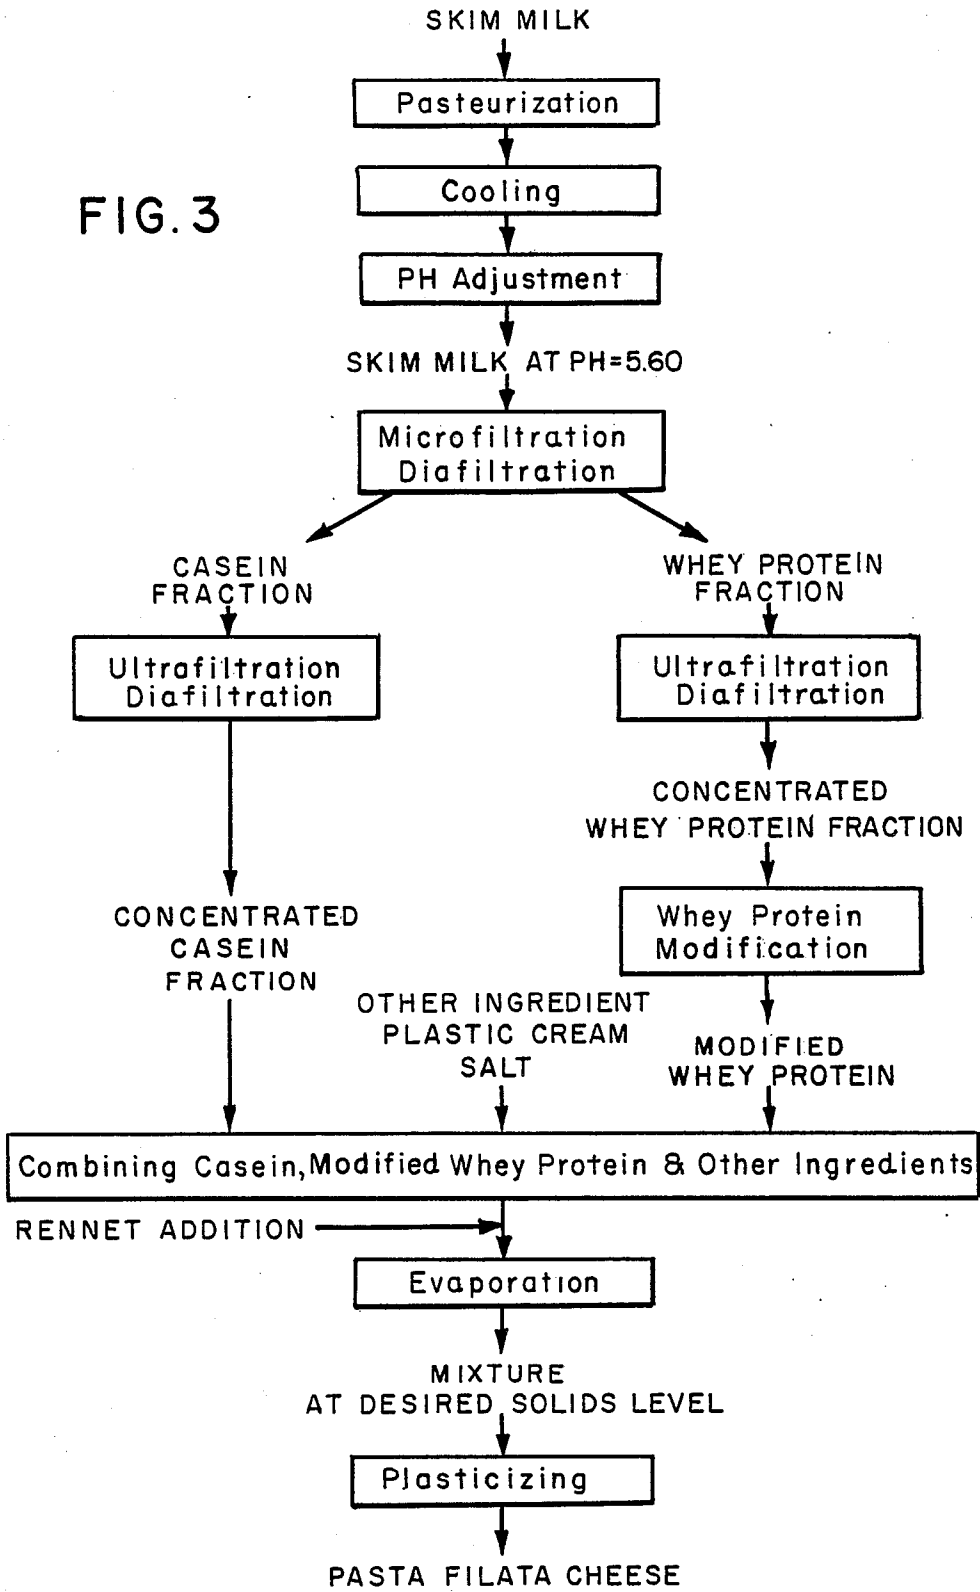 SKIM MILK
Pasteurization
Cooling
FIG. 3
PH Adjustment
SKIM MILK AT PH=5.60
Microfiltration
Diafiltration
CASEIN
FRACTION
WHEY PROTEIN
FRACTION
Ultrafiltration
Diafiltration
Ultrafiltration
Diafiltration
CONCENTRATED
WHEY PROTEIN FRACTION
Whey Protein
Modification
CONCENTRATED
CASEIN
FRACTION
OTHER INGREDIENT
PLASTIC CREAM
SALT
MODIFIED
WHEY PROTEIN
Combining Casein, Modified Whey Protein & Other Ingredients
RENNET ADDITION
Evaporation
MIXTURE
AT DESIRED SOLIDS LEVEL
Plasticizing
PASTA FILATA CHEESE